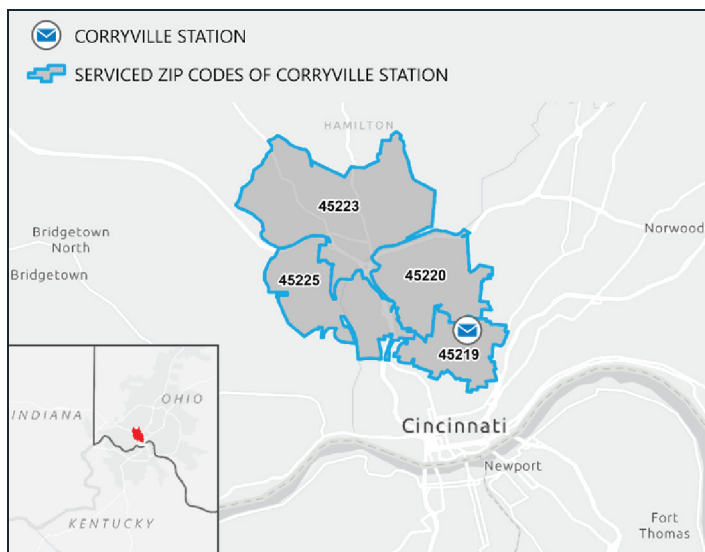 CORRYVILLE STATION
SERVICED ZIP CODES OF CORRYVILLE STATION
HAMILTON
45223
Bridgetown
North
Norwood
Bridgetown
45225
45220
45219
Cincinnati
Newport
Fort
Thomas
OHIO
INDIANA
KENTUCKY